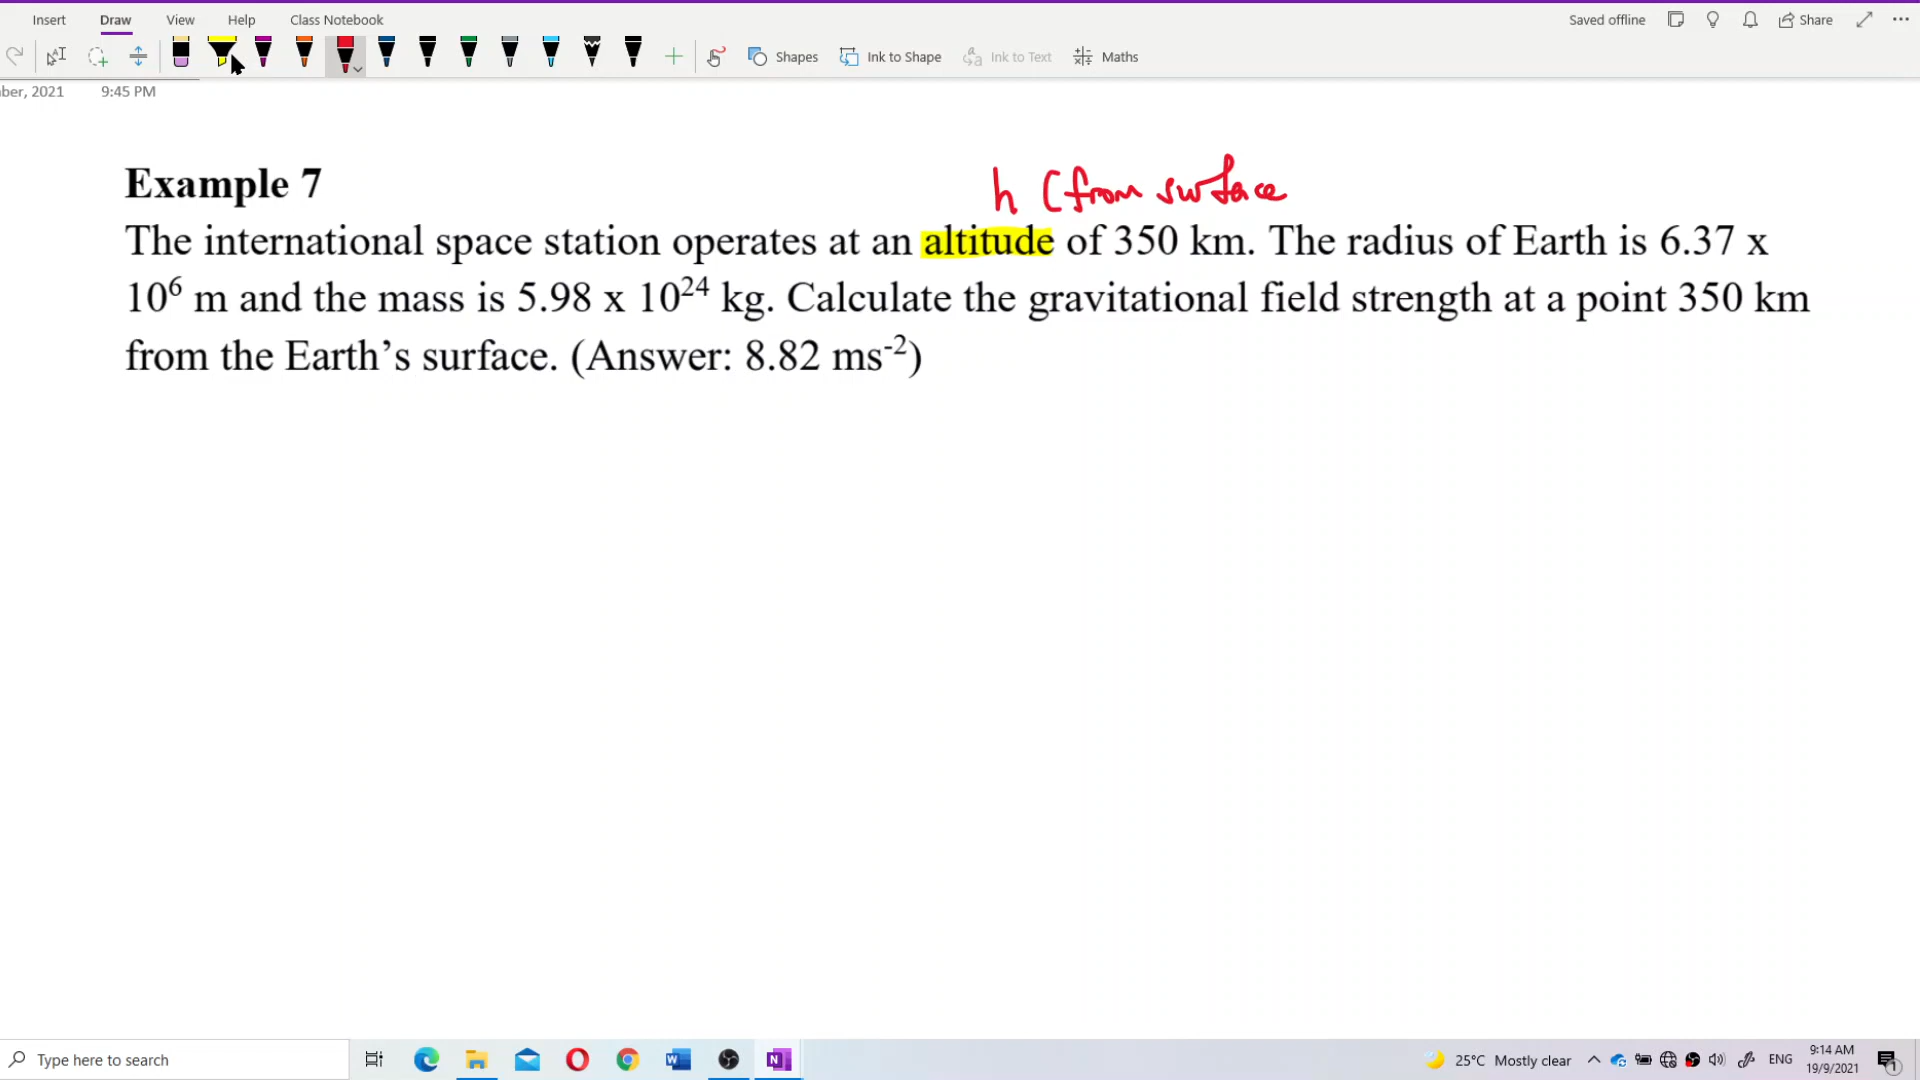 Insert Draw View Help Class Notebook Saved offline Share
Shapes Ink to Shape Ink to Text Maths
ber, 2021 9:45 PM
Example 7
h (from surface
The international space station operates at an altitude of 350 km. The radius of Earth is 6.37 x
10⁶ m and the mass is 5.98 x 10²⁴ kg. Calculate the gravitational field strength at a point 350 km
from the Earth’s surface. (Answer: 8.82 ms⁻²)
Type here to search 25°C Mostly clear ENG 9:14 AM
19/9/2021